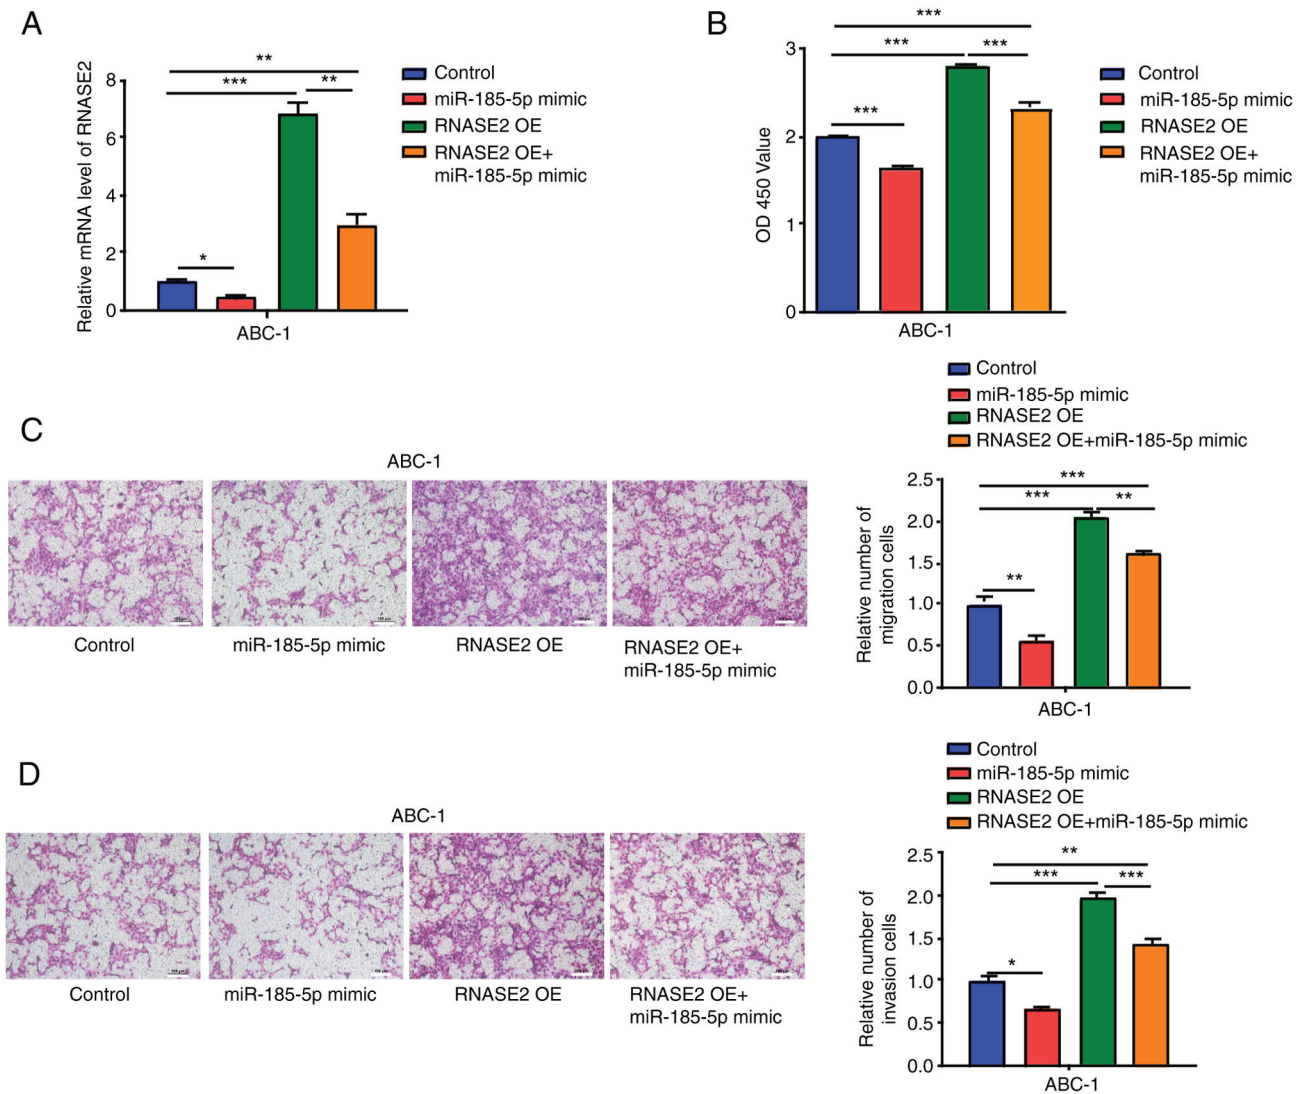 A
Relative mRNA level of RNASE2
8
6
4
2
0
**
***
**
*
ABC-1
Control
miR-185-5p mimic
RNASE2 OE
RNASE2 OE+
miR-185-5p mimic
B
OD 450 Value
3
2
1
0
***
***
***
***
ABC-1
Control
miR-185-5p mimic
RNASE2 OE
RNASE2 OE+
miR-185-5p mimic
C
ABC-1
Control
miR-185-5p mimic
RNASE2 OE
RNASE2 OE+
miR-185-5p mimic
Control
miR-185-5p mimic
RNASE2 OE
RNASE2 OE+miR-185-5p mimic
Relative number of
migration cells
2.5
2.0
1.5
1.0
0.5
0.0
***
***
**
**
ABC-1
D
ABC-1
Control
miR-185-5p mimic
RNASE2 OE
RNASE2 OE+
miR-185-5p mimic
Control
miR-185-5p mimic
RNASE2 OE
RNASE2 OE+miR-185-5p mimic
Relative number of
invasion cells
2.5
2.0
1.5
1.0
0.5
0.0
**
***
***
*
ABC-1